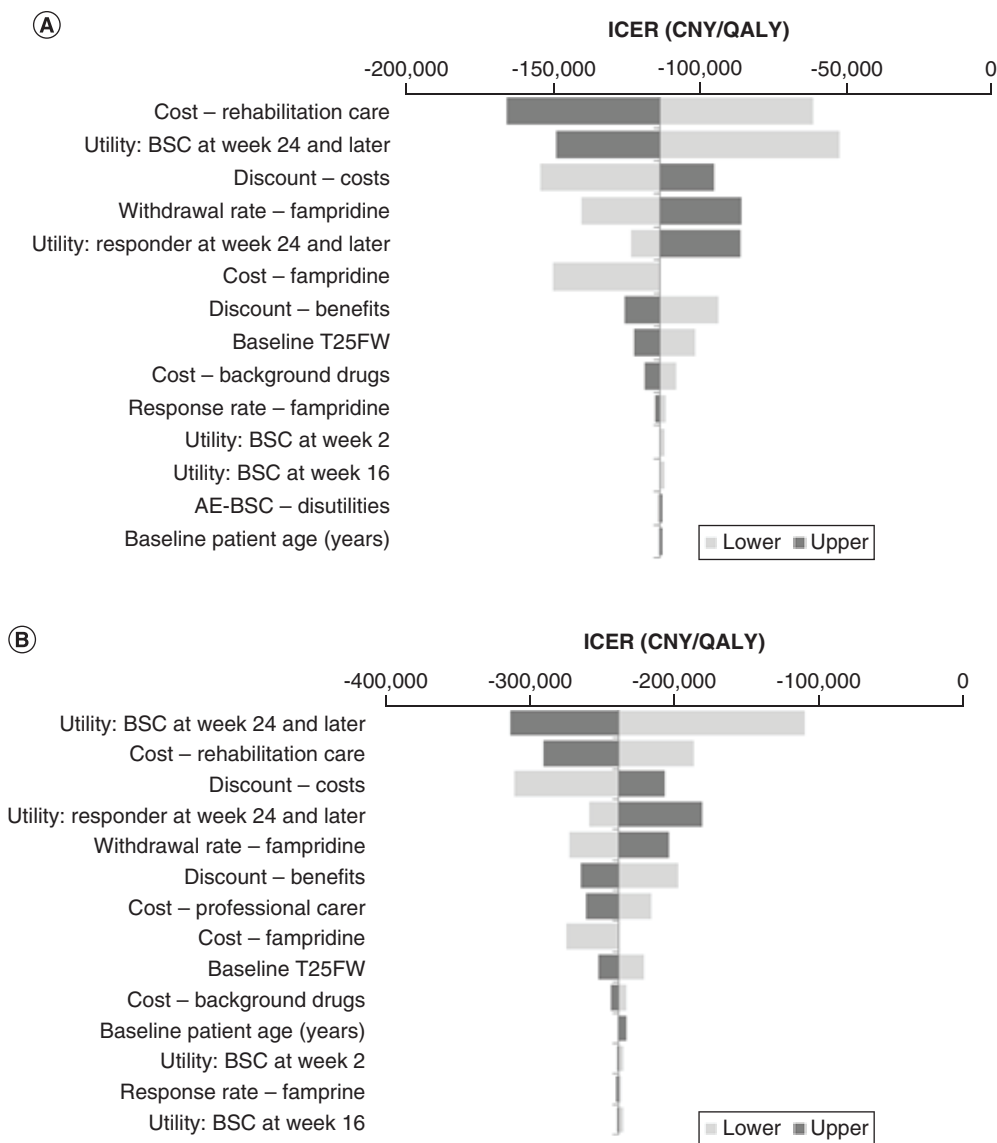 A
ICER (CNY/QALY)
-200,000 -150,000 -100,000 -50,000 0
Cost – rehabilitation care
Utility: BSC at week 24 and later
Discount – costs
Withdrawal rate – fampridine
Utility: responder at week 24 and later
Cost – fampridine
Discount – benefits
Baseline T25FW
Cost – background drugs
Response rate – fampridine
Utility: BSC at week 2
Utility: BSC at week 16
AE-BSC – disutilities
Baseline patient age (years)
Lower Upper
B
ICER (CNY/QALY)
-400,000 -300,000 -200,000 -100,000 0
Utility: BSC at week 24 and later
Cost – rehabilitation care
Discount – costs
Utility: responder at week 24 and later
Withdrawal rate – fampridine
Discount – benefits
Cost – professional carer
Cost – fampridine
Baseline T25FW
Cost – background drugs
Baseline patient age (years)
Utility: BSC at week 2
Response rate – famprine
Utility: BSC at week 16
Lower Upper